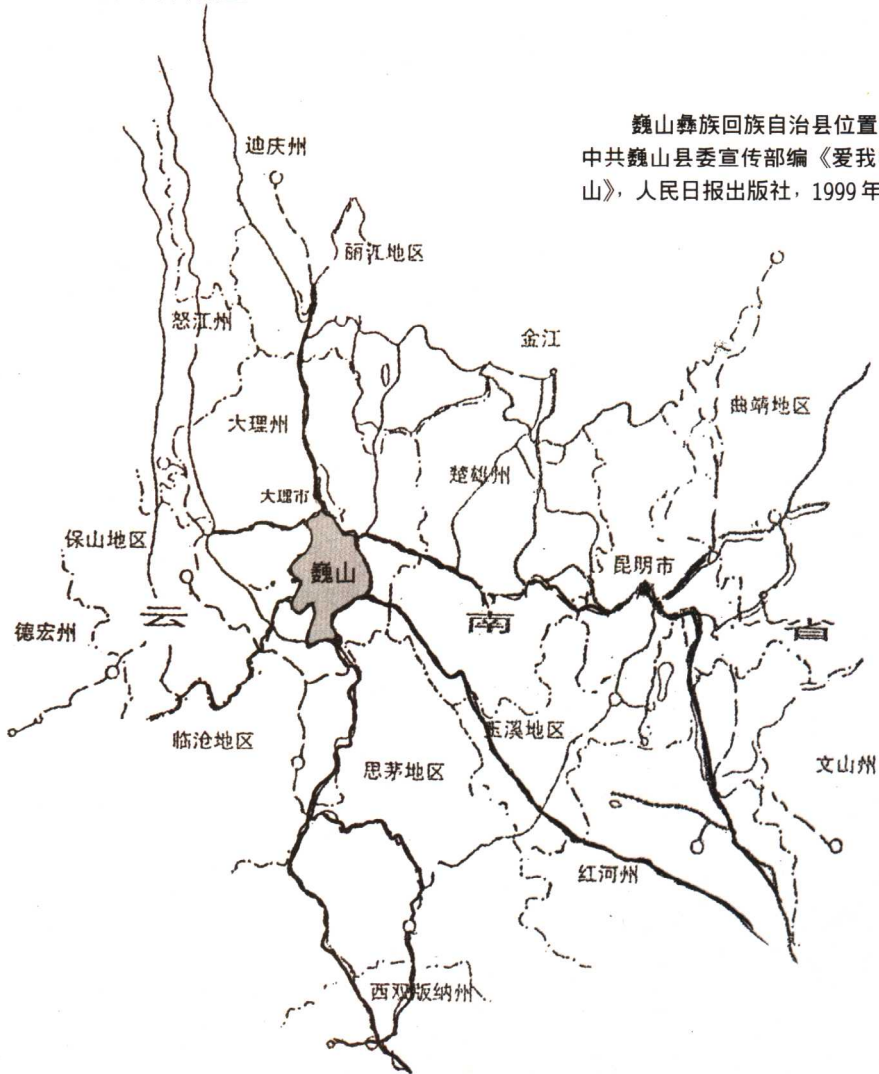 巍山彝族回族自治县位置
中共巍山县委宣传部编《爱我
山》，人民日报出版社，1999年
迪庆州
丽江地区
怒江州
金江
曲靖地区
大理州
楚雄州
大理市
保山地区
昆明市
巍山
云南省
德宏州
临沧地区
玉溪地区
思茅地区
文山州
红河州
西双版纳州